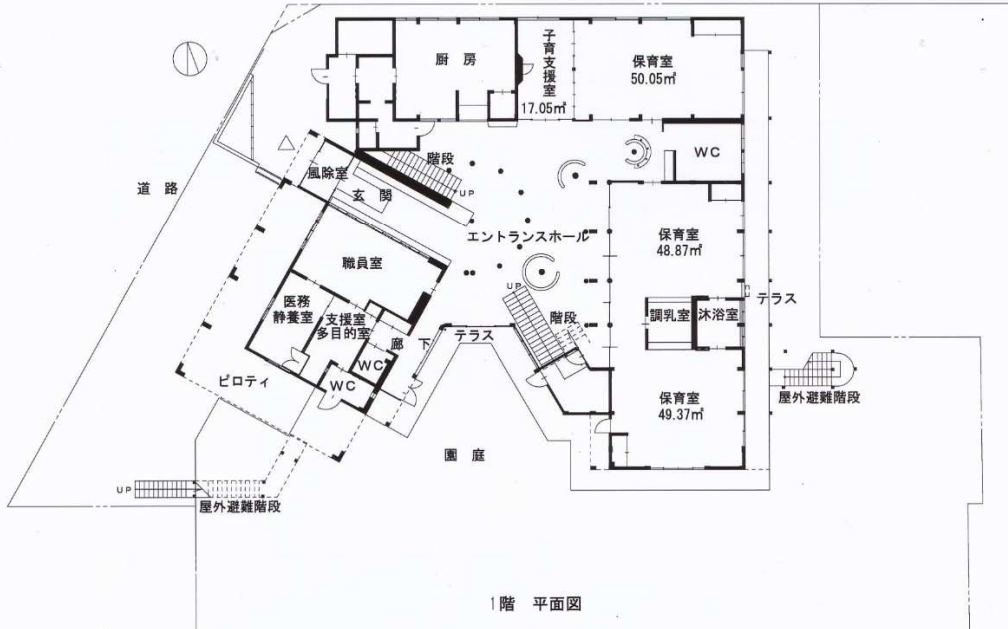 厨 房
子育支援室
17.05㎡
保育室
50.05㎡
WC
階段
UP
風除室
玄 関
道 路
エントランスホール
保育室
48.87㎡
職員室
UP
階段
テラス
調乳室
沐浴室
医務
静養室
支援室
多目的室
廊 下
テラス
WC
WC
ピロティ
保育室
49.37㎡
屋外避難階段
園 庭
UP
屋外避難階段
1階 平面図